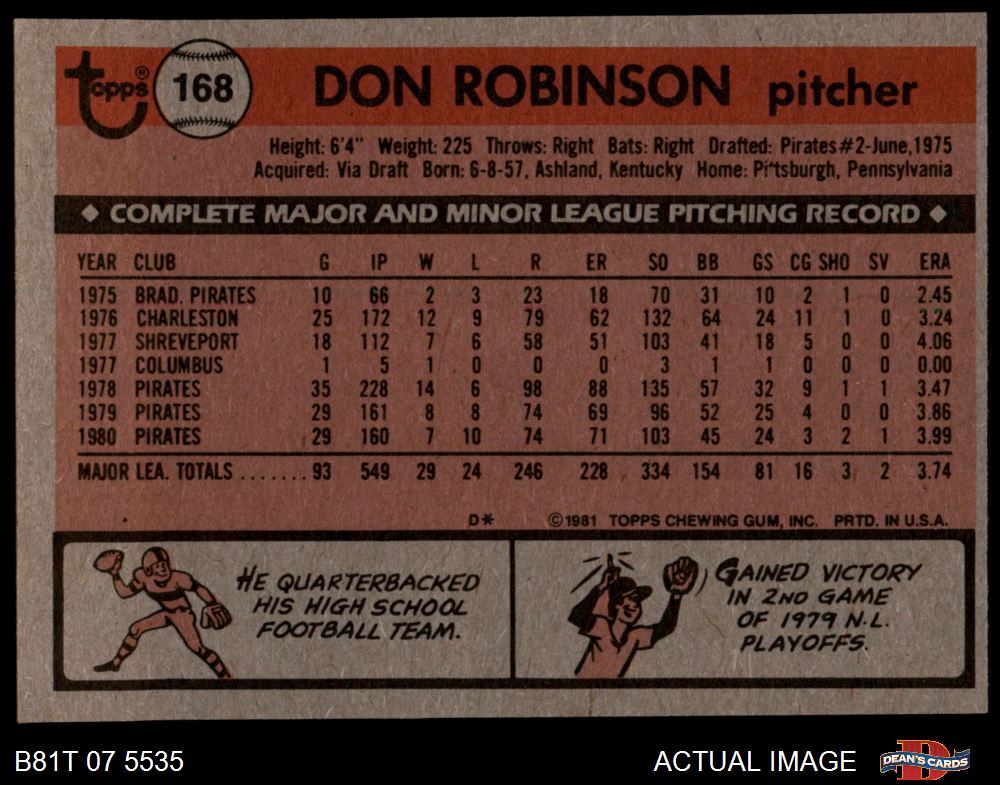 topps® 168 DON ROBINSON pitcher
Height: 6'4" Weight: 225 Throws: Right Bats: Right Drafted: Pirates#2-June,1975
Acquired: Via Draft Born: 6-8-57, Ashland, Kentucky Home: Pittsburgh, Pennsylvania
◆ COMPLETE MAJOR AND MINOR LEAGUE PITCHING RECORD ◆
YEAR CLUB G IP W L R ER SO BB GS CG SHO SV ERA
1975 BRAD. PIRATES 10 66 2 3 23 18 70 31 10 2 1 0 2.45
1976 CHARLESTON 25 172 12 9 79 62 132 64 24 11 1 0 3.24
1977 SHREVEPORT 18 112 7 6 58 51 103 41 18 5 0 0 4.06
1977 COLUMBUS 1 5 1 0 0 0 3 1 1 0 0 0 0.00
1978 PIRATES 35 228 14 6 98 88 135 57 32 9 1 1 3.47
1979 PIRATES 29 161 8 8 74 69 96 52 25 4 0 0 3.86
1980 PIRATES 29 160 7 10 74 71 103 45 24 3 2 1 3.99
MAJOR LEA. TOTALS ....... 93 549 29 24 246 228 334 154 81 16 3 2 3.74
D* ©1981 TOPPS CHEWING GUM, INC. PRTD. IN U.S.A.
HE QUARTERBACKED
HIS HIGH SCHOOL
FOOTBALL TEAM.
GAINED VICTORY
IN 2ND GAME
OF 1979 N.L.
PLAYOFFS.
B81T 07 5535 ACTUAL IMAGE D DEAN'S CARDS